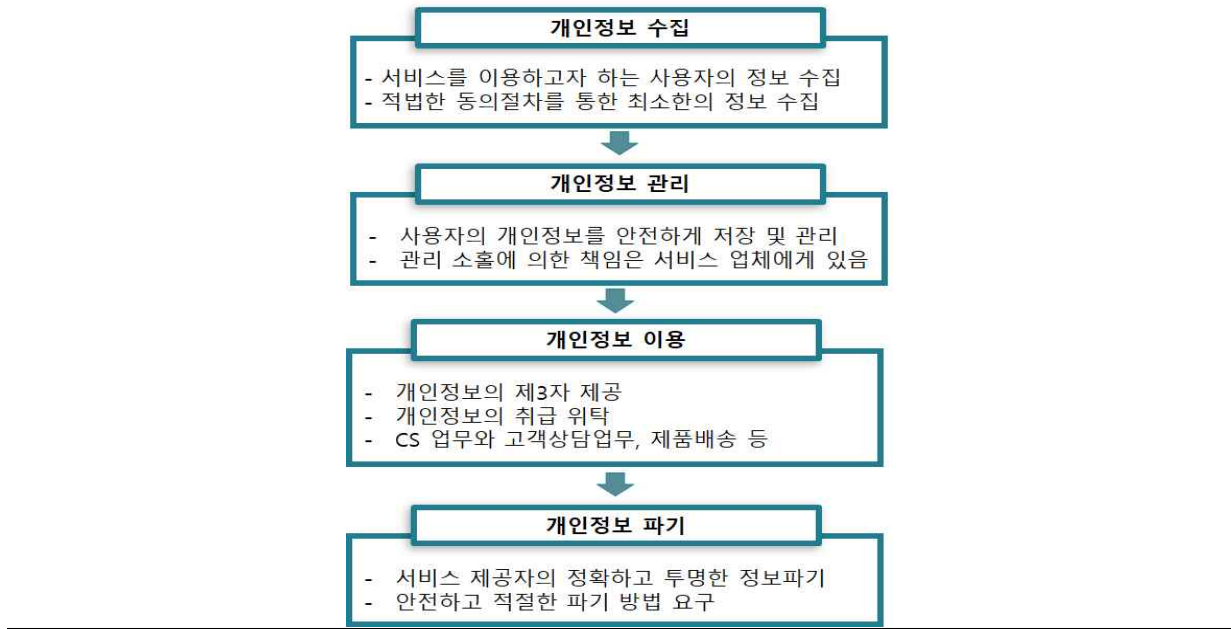 개인정보 수집
- 서비스를 이용하고자 하는 사용자의 정보 수집
- 적법한 동의절차를 통한 최소한의 정보 수집
개인정보 관리
- 사용자의 개인정보를 안전하게 저장 및 관리
- 관리 소홀에 의한 책임은 서비스 업체에게 있음
개인정보 이용
- 개인정보의 제3자 제공
- 개인정보의 취급 위탁
- CS 업무와 고객상담업무, 제품배송 등
개인정보 파기
- 서비스 제공자의 정확하고 투명한 정보파기
- 안전하고 적절한 파기 방법 요구